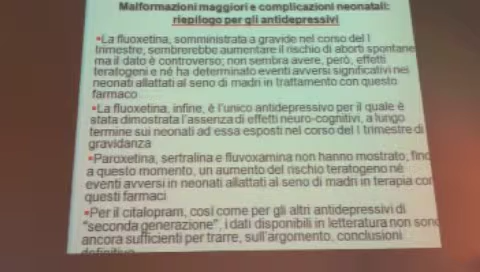 Malformazioni maggiori e complicazioni neonatali:
riepilogo per gli antidepressivi
•La fluoxetina, somministrata a gravide nel corso del I
trimestre, sembrerebbe aumentare il rischio di aborti spontane
ma il dato è controverso; non sembra avere, però, effetti
teratogeni e né ha determinato eventi avversi significativi nei
neonati allattati al seno di madri in trattamento con questo
farmaco
•La fluoxetina, infine, è l'unico antidepressivo per il quale è
stata dimostrata l'assenza di effetti neuro-cognitivi, a lungo
termine sui neonati ad essa esposti nel corso del I trimestre di
gravidanza
•Paroxetina, sertralina e fluvoxamina non hanno mostrato, fino
a questo momento, un aumento del rischio teratogeno né
eventi avversi in neonati allattati al seno di madri in terapia con
questi farmaci
•Per il citalopram, così come per gli altri antidepressivi di
"seconda generazione", i dati disponibili in letteratura non sono
ancora sufficienti per trarre, sull'argomento, conclusioni
definitive